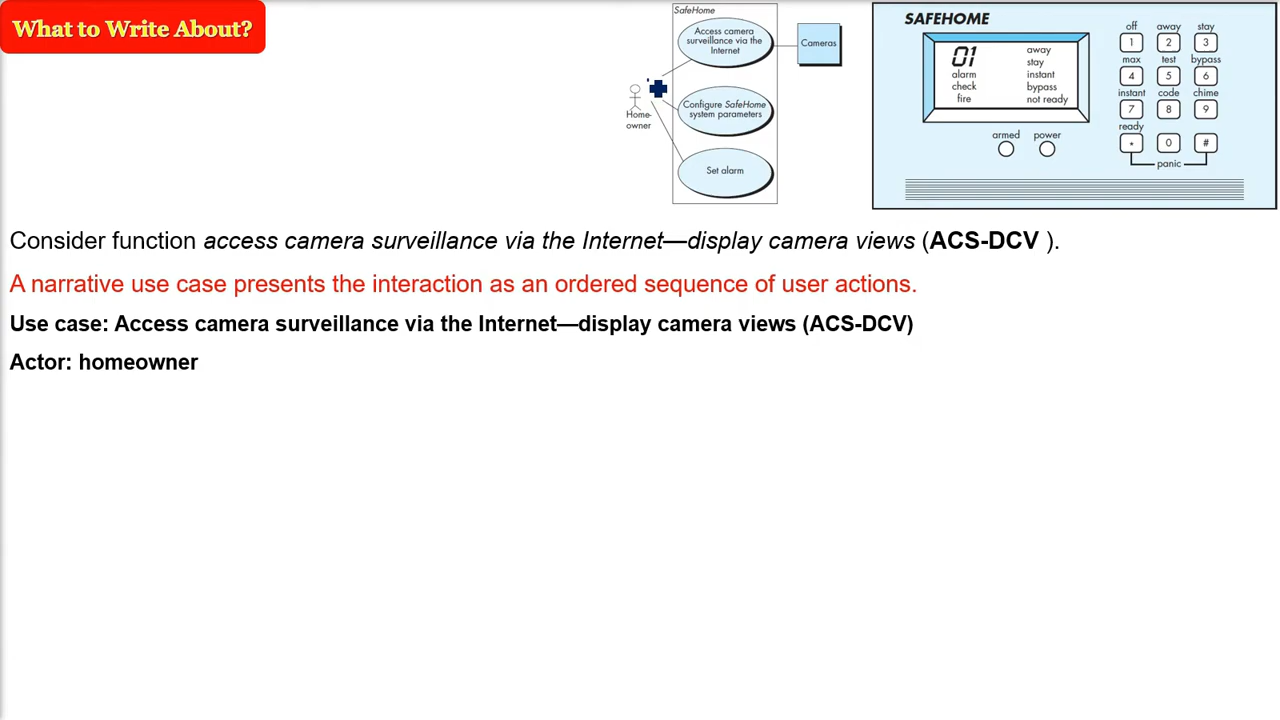 What to Write About?
SafeHome
Access camera
surveillance via the
Internet
Cameras
Configure SafeHome
system parameters
Set alarm
Home-
owner
SAFEHOME
01
alarm
check
fire
away
stay
instant
bypass
not ready
armed power
off away stay
1 2 3
max test bypass
4 5 6
instant code chime
7 8 9
ready
* 0 #
panic
Consider function access camera surveillance via the Internet—display camera views (ACS-DCV ).
A narrative use case presents the interaction as an ordered sequence of user actions.
Use case: Access camera surveillance via the Internet—display camera views (ACS-DCV)
Actor: homeowner